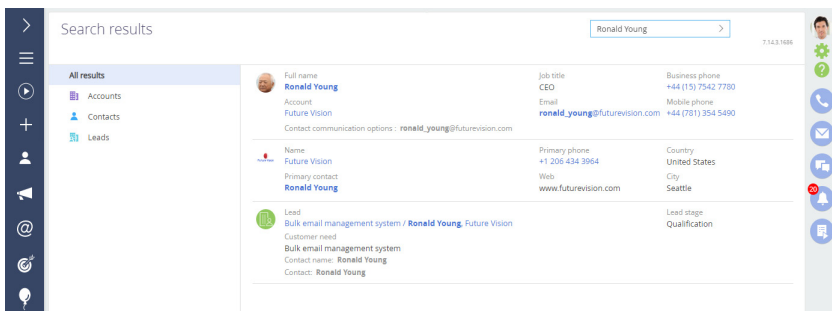 Search results
Ronald Young
7.14.3.1686
All results
Accounts
Contacts
Leads
Full name
Ronald Young
Job title
CEO
Business phone
+44 (15) 7542 7780
Account
Future Vision
Email
ronald_young@futurevision.com
Mobile phone
+44 (781) 354 5490
Contact communication options : ronald_young@futurevision.com
Name
Future Vision
Primary phone
+1 206 434 3964
Country
United States
Primary contact
Ronald Young
Web
www.futurevision.com
City
Seattle
Lead
Bulk email management system / Ronald Young, Future Vision
Lead stage
Qualification
Customer need
Bulk email management system
Contact name: Ronald Young
Contact: Ronald Young
20